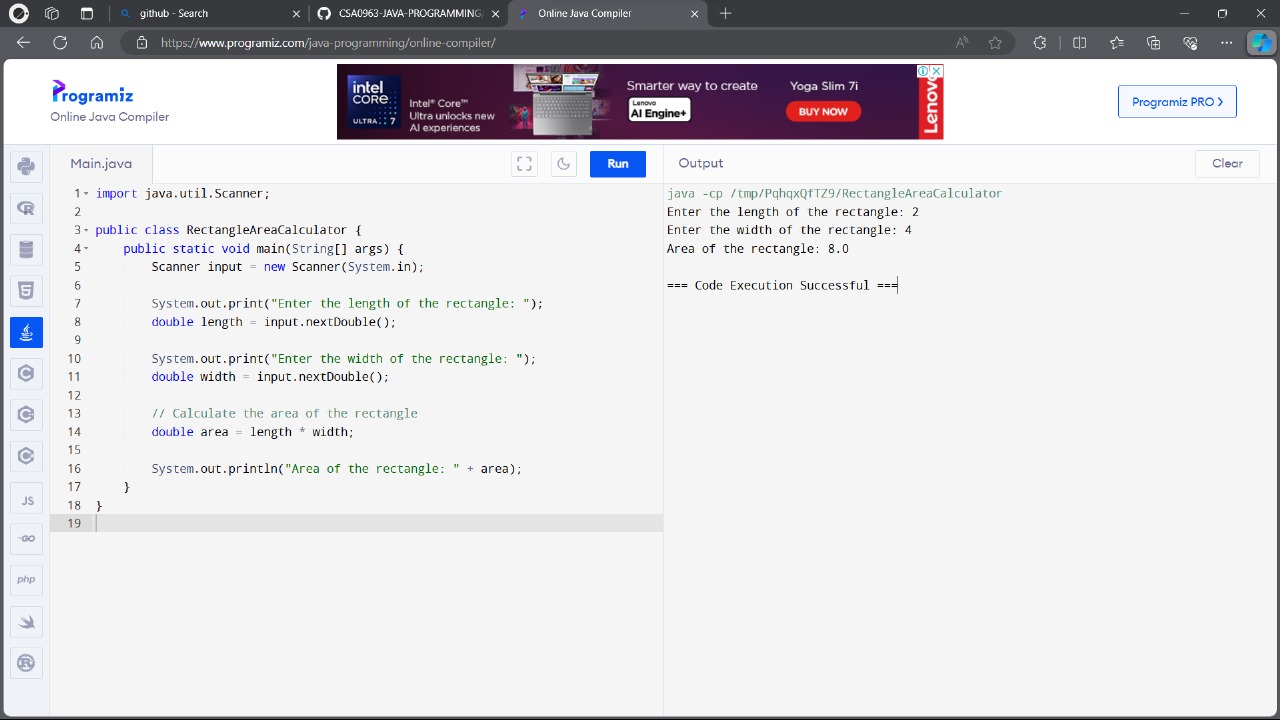 github - Search
CSA0963-JAVA-PROGRAMMING/
Online Java Compiler
https://www.programiz.com/java-programming/online-compiler/
Programiz
Online Java Compiler
intel
CORE
ULTRA 7
Intel® Core™
Ultra unlocks new
AI experiences
Smarter way to create
Lenovo
AI Engine+
Yoga Slim 7i
BUY NOW
Lenovo
Programiz PRO
Main.java
Run
Output
Clear
1 import java.util.Scanner;
2
3 public class RectangleAreaCalculator {
4 public static void main(String[] args) {
5 Scanner input = new Scanner(System.in);
6
7 System.out.print("Enter the length of the rectangle: ");
8 double length = input.nextDouble();
9
10 System.out.print("Enter the width of the rectangle: ");
11 double width = input.nextDouble();
12
13 // Calculate the area of the rectangle
14 double area = length * width;
15
16 System.out.println("Area of the rectangle: " + area);
17 }
18 }
19
java -cp /tmp/PqhqxQfTZ9/RectangleAreaCalculator
Enter the length of the rectangle: 2
Enter the width of the rectangle: 4
Area of the rectangle: 8.0
=== Code Execution Successful ===
JS
GO
php